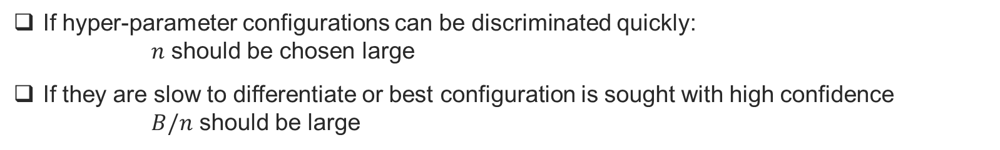 ❑ If hyper-parameter configurations can be discriminated quickly:
n should be chosen large
❑ If they are slow to differentiate or best configuration is sought with high confidence
B/n should be large